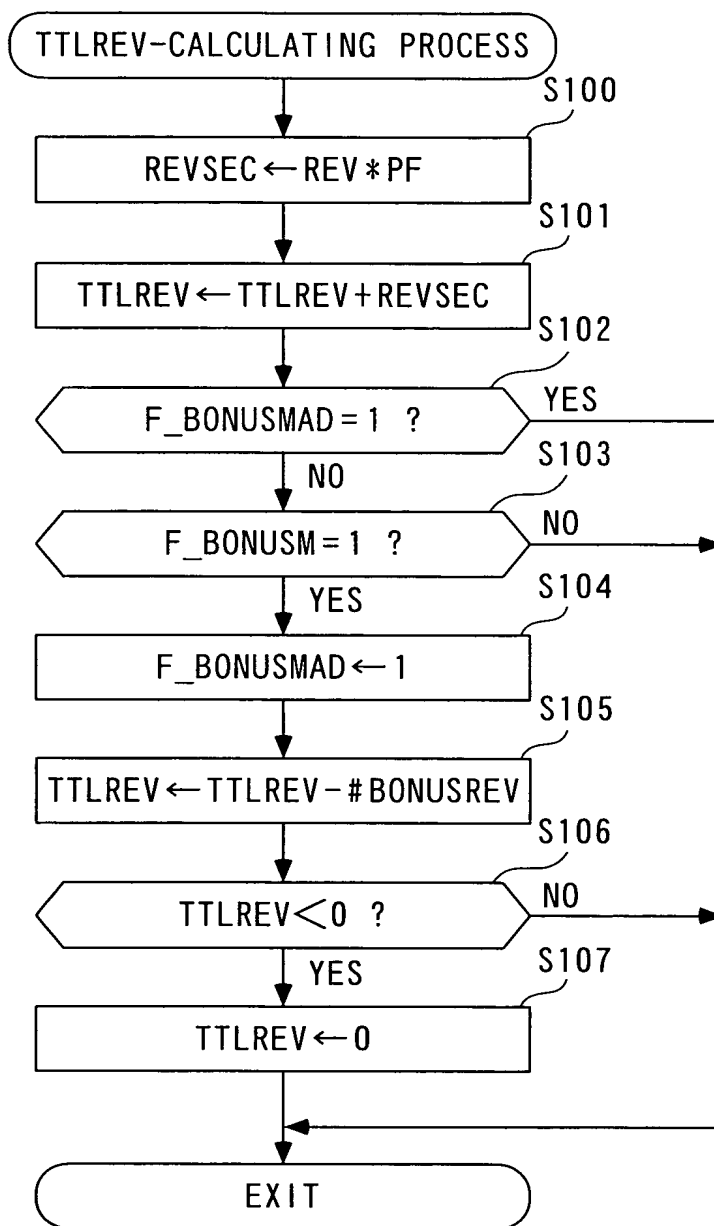 TTLREV-CALCULATING PROCESS
S100
REVSEC←REV*PF
S101
TTLREV←TTLREV+REVSEC
S102
F_BONUSMAD=1 ?
YES
NO
S103
F_BONUSM=1 ?
NO
YES
S104
F_BONUSMAD←1
S105
TTLREV←TTLREV-#BONUSREV
S106
TTLREV<0 ?
NO
YES
S107
TTLREV←0
EXIT